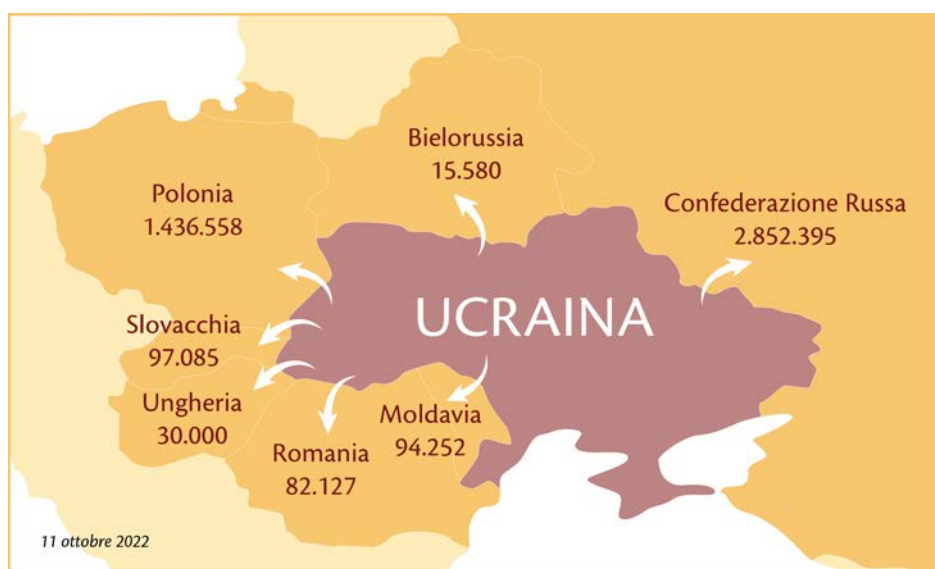 Bielorussia
15.580
Polonia
1.436.558
Confederazione Russa
2.852.395
UCRAINA
Slovacchia
97.085
Ungheria
30.000
Moldavia
94.252
Romania
82.127
11 ottobre 2022